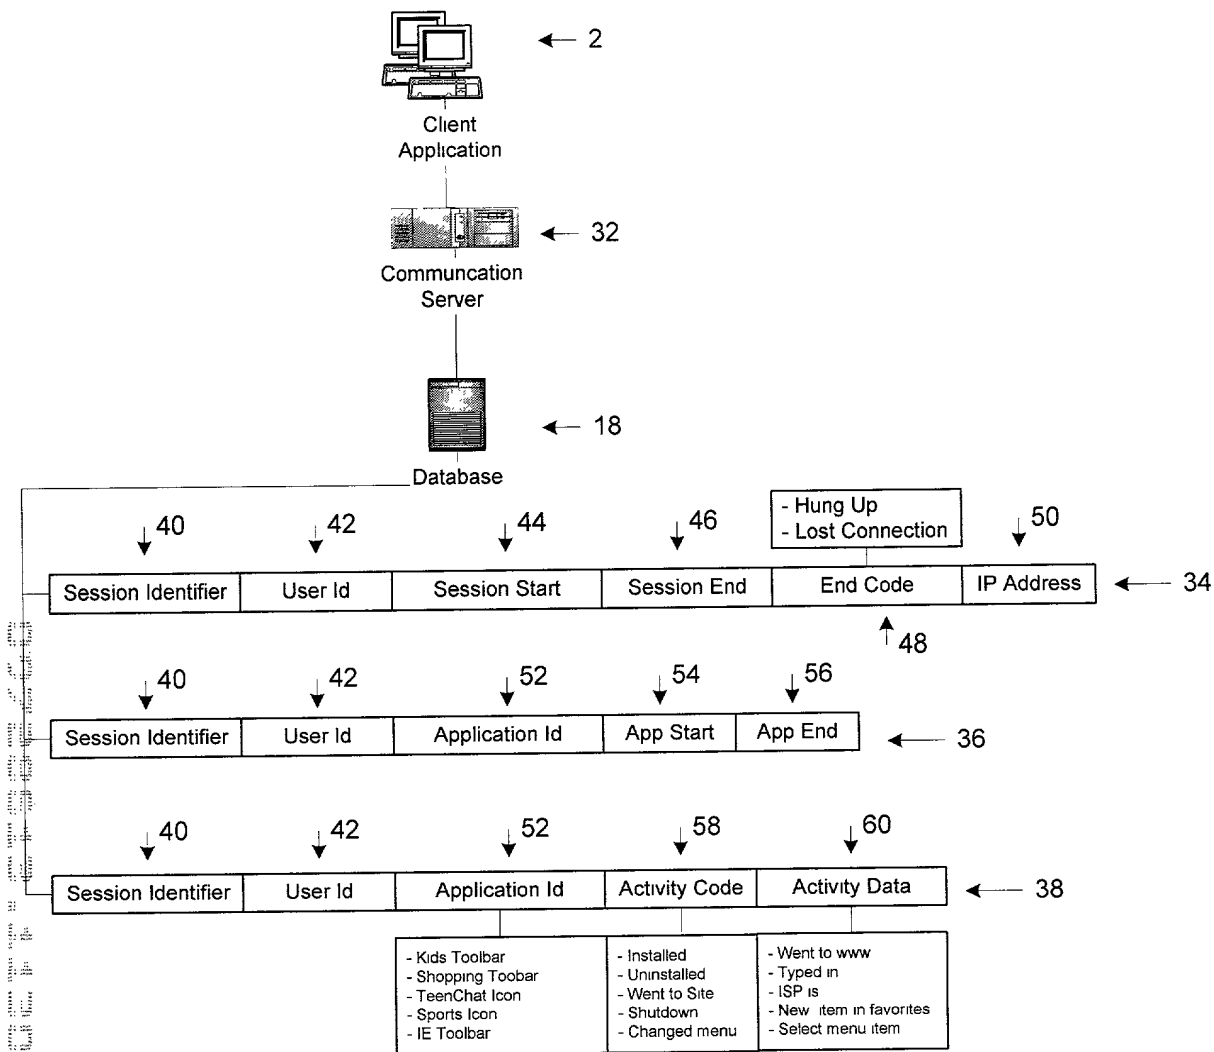 2
Client
Application
32
Communcation
Server
18
Database
- Hung Up
- Lost Connection
40 42 44 46 50
Session Identifier User Id Session Start Session End End Code IP Address
34
48
40 42 52 54 56
Session Identifier User Id Application Id App Start App End
36
40 42 52 58 60
Session Identifier User Id Application Id Activity Code Activity Data
38
- Kids Toolbar
- Shopping Toobar
- TeenChat Icon
- Sports Icon
- IE Toolbar
- Installed
- Uninstalled
- Went to Site
- Shutdown
- Changed menu
- Went to www
- Typed in
- ISP is
- New item in favorites
- Select menu item